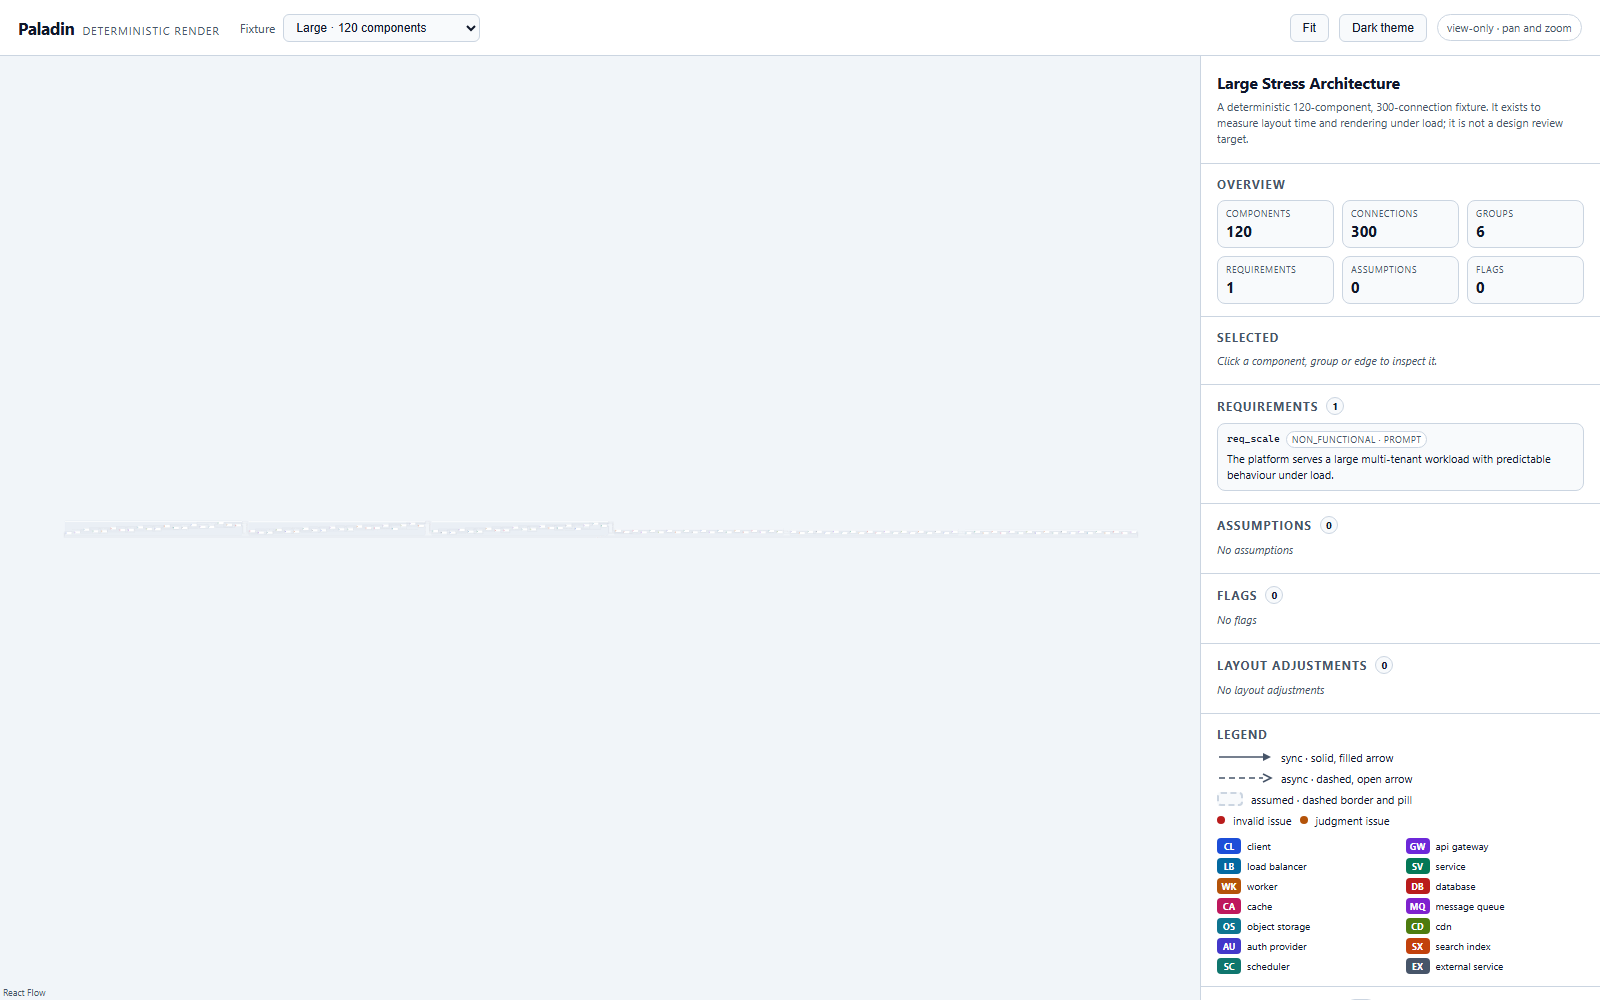 Paladin DETERMINISTIC RENDER Fixture Large · 120 components Fit Dark theme view-only · pan and zoom
Large Stress Architecture
A deterministic 120-component, 300-connection fixture. It exists to
measure layout time and rendering under load; it is not a design review
target.
OVERVIEW
COMPONENTS CONNECTIONS GROUPS
120 300 6
REQUIREMENTS ASSUMPTIONS FLAGS
1 0 0
SELECTED
Click a component, group or edge to inspect it.
REQUIREMENTS 1
req_scale NON_FUNCTIONAL · PROMPT
The platform serves a large multi-tenant workload with predictable
behaviour under load.
ASSUMPTIONS 0
No assumptions
FLAGS 0
No flags
LAYOUT ADJUSTMENTS 0
No layout adjustments
LEGEND
sync · solid, filled arrow
async · dashed, open arrow
assumed · dashed border and pill
invalid issue judgment issue
CL client GW api gateway
LB load balancer SV service
WK worker DB database
CA cache MQ message queue
OS object storage CD cdn
AU auth provider SX search index
SC scheduler EX external service
React Flow